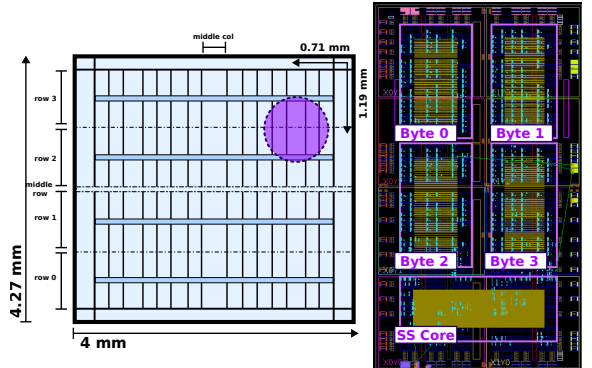 middle col
0.71 mm
1.19 mm
row 3
row 2
middle
row
row 1
row 0
4.27 mm
4 mm
Byte 0
Byte 1
Byte 2
Byte 3
SS Core
X1Y0